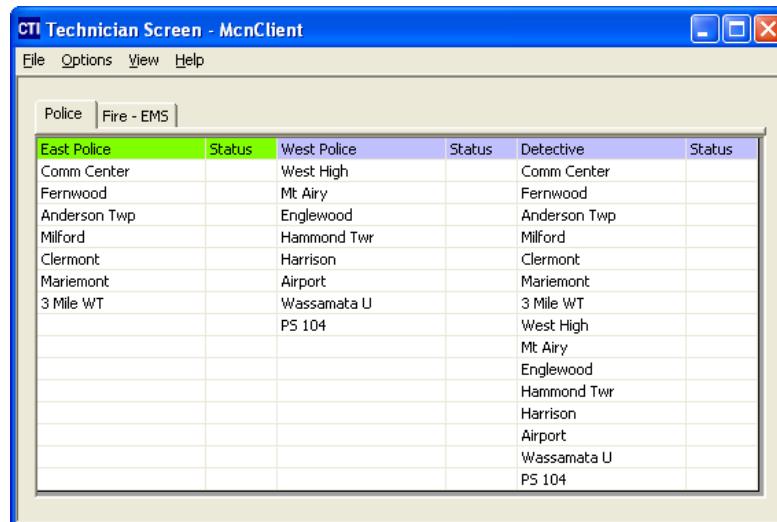 CTI Technician Screen - McnClient
File Options View Help
Police Fire - EMS
East Police Status West Police Status Detective Status
Comm Center West High Comm Center
Fernwood Mt Airy Fernwood
Anderson Twp Englewood Anderson Twp
Milford Hammond Twr Milford
Clermont Harrison Clermont
Mariemont Airport Mariemont
3 Mile WT Wassamata U 3 Mile WT
PS 104 West High
Mt Airy
Englewood
Hammond Twr
Harrison
Airport
Wassamata U
PS 104